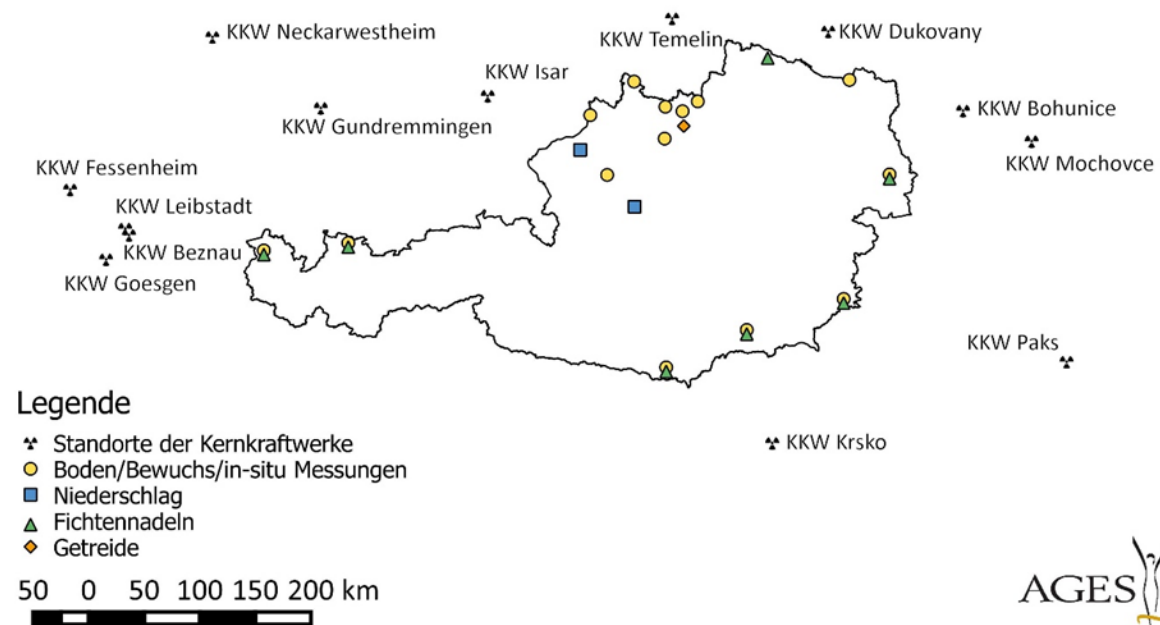 KKW Neckarwestheim
KKW Temelin
KKW Dukovany
KKW Isar
KKW Gundremmingen
KKW Bohunice
KKW Mochovce
KKW Fessenheim
KKW Leibstadt
KKW Beznau
KKW Goesgen
KKW Paks
KKW Krsko
Legende
Standorte der Kernkraftwerke
Boden/Bewuchs/in-situ Messungen
Niederschlag
Fichtennadeln
Getreide
50 0 50 100 150 200 km
AGES